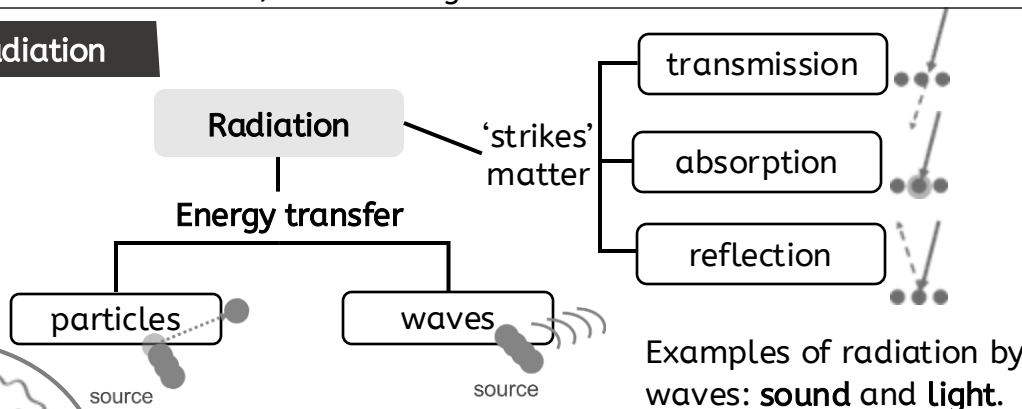 Radiation
‘strikes’
matter
transmission
absorption
reflection
Energy transfer
particles
source
waves
source
Examples of radiation by
waves: sound and light.